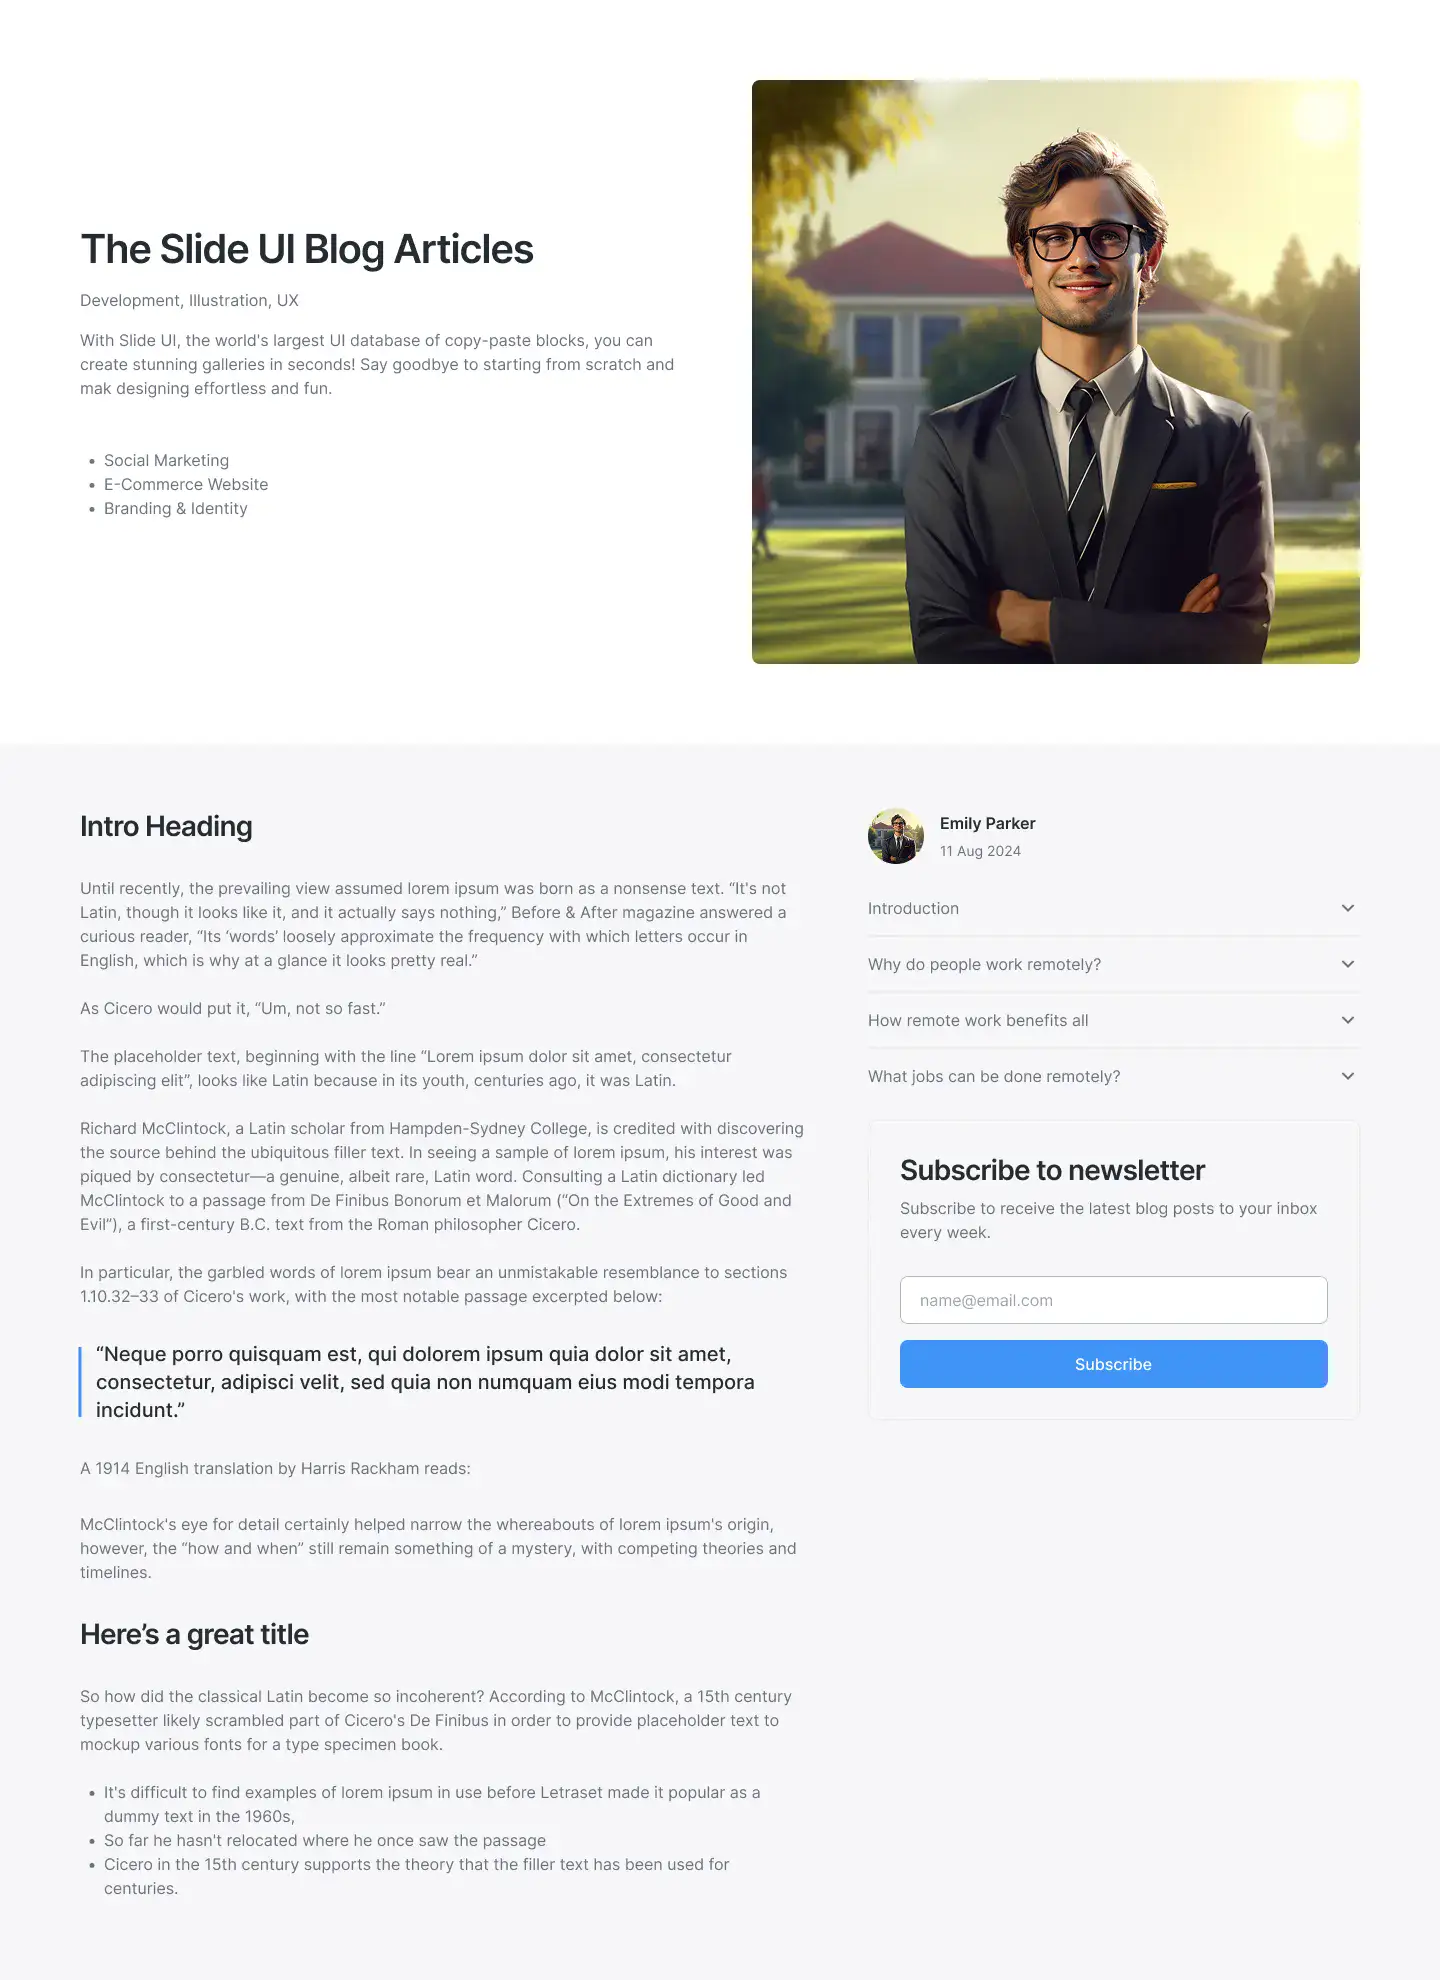 The Slide UI Blog Articles
Development, Illustration, UX
With Slide UI, the world's largest UI database of copy-paste blocks, you can
create stunning galleries in seconds! Say goodbye to starting from scratch and
mak designing effortless and fun.
• Social Marketing
• E-Commerce Website
• Branding & Identity
Intro Heading
Until recently, the prevailing view assumed lorem ipsum was born as a nonsense text. “It's not
Latin, though it looks like it, and it actually says nothing,” Before & After magazine answered a
curious reader, “Its ‘words’ loosely approximate the frequency with which letters occur in
English, which is why at a glance it looks pretty real.”
As Cicero would put it, “Um, not so fast.”
The placeholder text, beginning with the line “Lorem ipsum dolor sit amet, consectetur
adipiscing elit”, looks like Latin because in its youth, centuries ago, it was Latin.
Richard McClintock, a Latin scholar from Hampden-Sydney College, is credited with discovering
the source behind the ubiquitous filler text. In seeing a sample of lorem ipsum, his interest was
piqued by consectetur—a genuine, albeit rare, Latin word. Consulting a Latin dictionary led
McClintock to a passage from De Finibus Bonorum et Malorum (“On the Extremes of Good and
Evil”), a first-century B.C. text from the Roman philosopher Cicero.
In particular, the garbled words of lorem ipsum bear an unmistakable resemblance to sections
1.10.32–33 of Cicero's work, with the most notable passage excerpted below:
“Neque porro quisquam est, qui dolorem ipsum quia dolor sit amet,
consectetur, adipisci velit, sed quia non numquam eius modi tempora
incidunt.”
A 1914 English translation by Harris Rackham reads:
McClintock's eye for detail certainly helped narrow the whereabouts of lorem ipsum's origin,
however, the “how and when” still remain something of a mystery, with competing theories and
timelines.
Here’s a great title
So how did the classical Latin become so incoherent? According to McClintock, a 15th century
typesetter likely scrambled part of Cicero's De Finibus in order to provide placeholder text to
mockup various fonts for a type specimen book.
• It's difficult to find examples of lorem ipsum in use before Letraset made it popular as a
dummy text in the 1960s,
• So far he hasn't relocated where he once saw the passage
• Cicero in the 15th century supports the theory that the filler text has been used for
centuries.
Emily Parker
11 Aug 2024
Introduction
Why do people work remotely?
How remote work benefits all
What jobs can be done remotely?
Subscribe to newsletter
Subscribe to receive the latest blog posts to your inbox
every week.
name@email.com
Subscribe